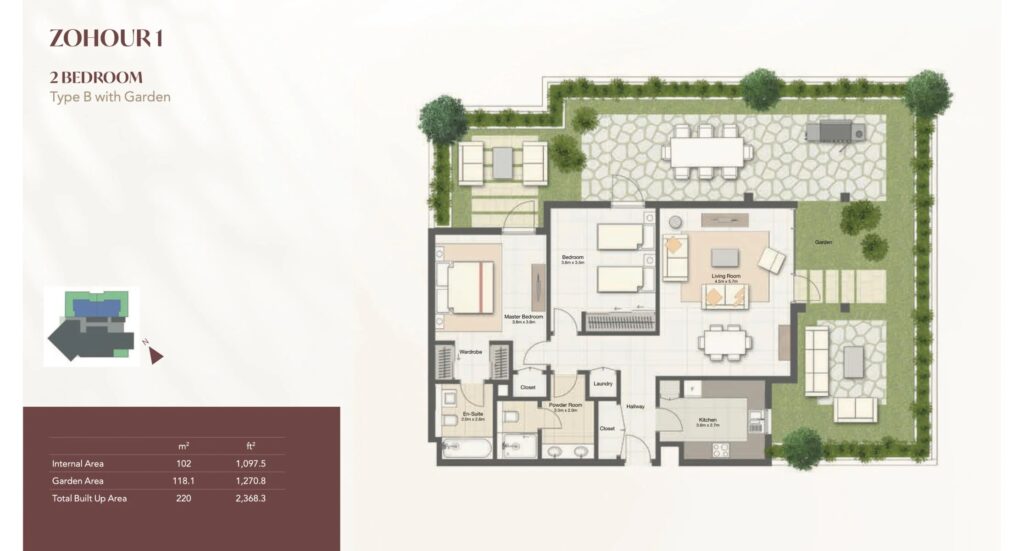 ZOHOUR 1
2 BEDROOM
Type B with Garden
N
m² ft²
Internal Area 102 1,097.5
Garden Area 118.1 1,270.8
Total Built Up Area 220 2,368.3
Garden
Bedroom
3.6m x 3.5m
Living Room
4.5m x 5.7m
Master Bedroom
3.6m x 3.6m
Wardrobe
Closet
Laundry
Powder Room
3.3m x 2.0m
En-Suite
2.0m x 2.6m
Hallway
Closet
Kitchen
3.6m x 2.7m